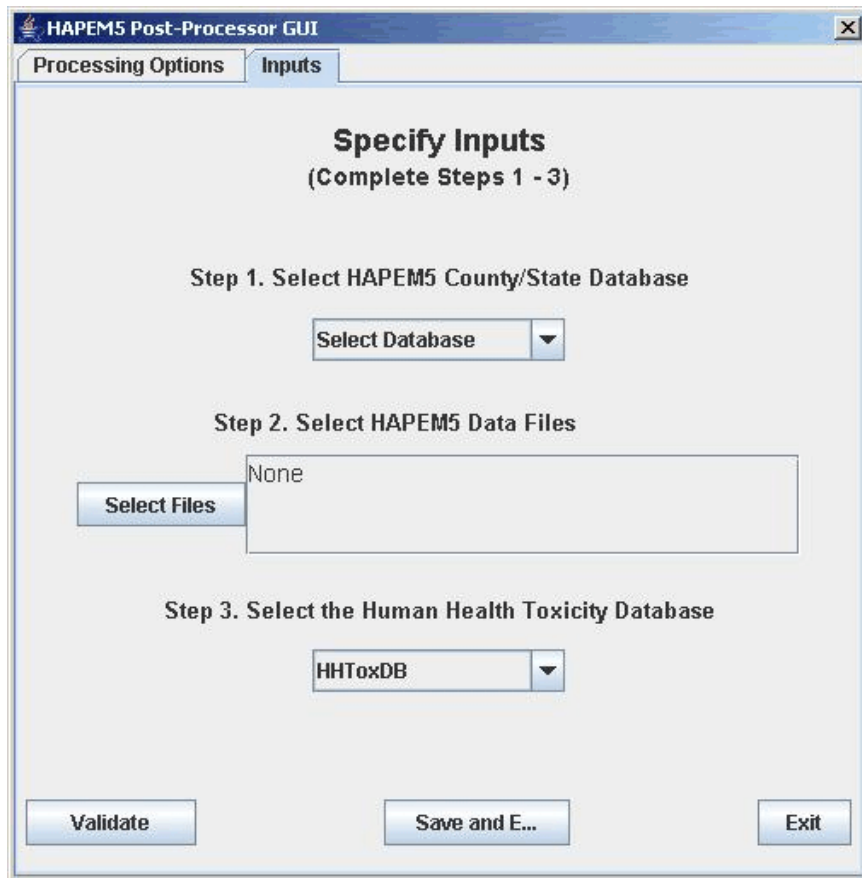 HAPEM5 Post-Processor GUI
Processing Options Inputs
Specify Inputs
(Complete Steps 1 - 3)
Step 1. Select HAPEM5 County/State Database
Select Database
Step 2. Select HAPEM5 Data Files
None
Select Files
Step 3. Select the Human Health Toxicity Database
HHToxDB
Validate Save and E... Exit